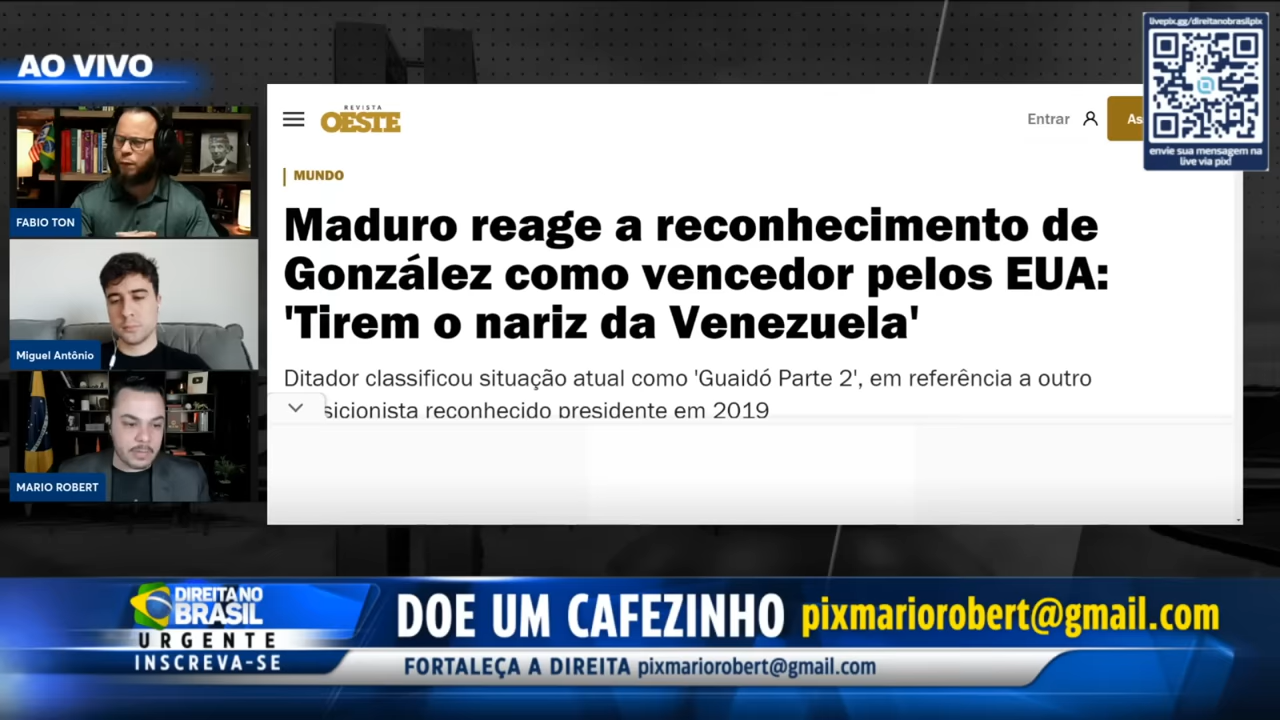 AO VIVO
livepix.gg/direitanobrasilpix
envie sua mensagem na
live via pix!
REVISTA
OESTE
Entrar
As
MUNDO
Maduro reage a reconhecimento de
González como vencedor pelos EUA:
'Tirem o nariz da Venezuela'
Ditador classificou situação atual como 'Guaidó Parte 2', em referência a outro
sicionista reconhecido presidente em 2019
FABIO TON
Miguel Antônio
MARIO ROBERT
DIREITA NO
BRASIL
URGENTE
INSCREVA-SE
DOE UM CAFEZINHO pixmariorobert@gmail.com
FORTALEÇA A DIREITA pixmariorobert@gmail.com